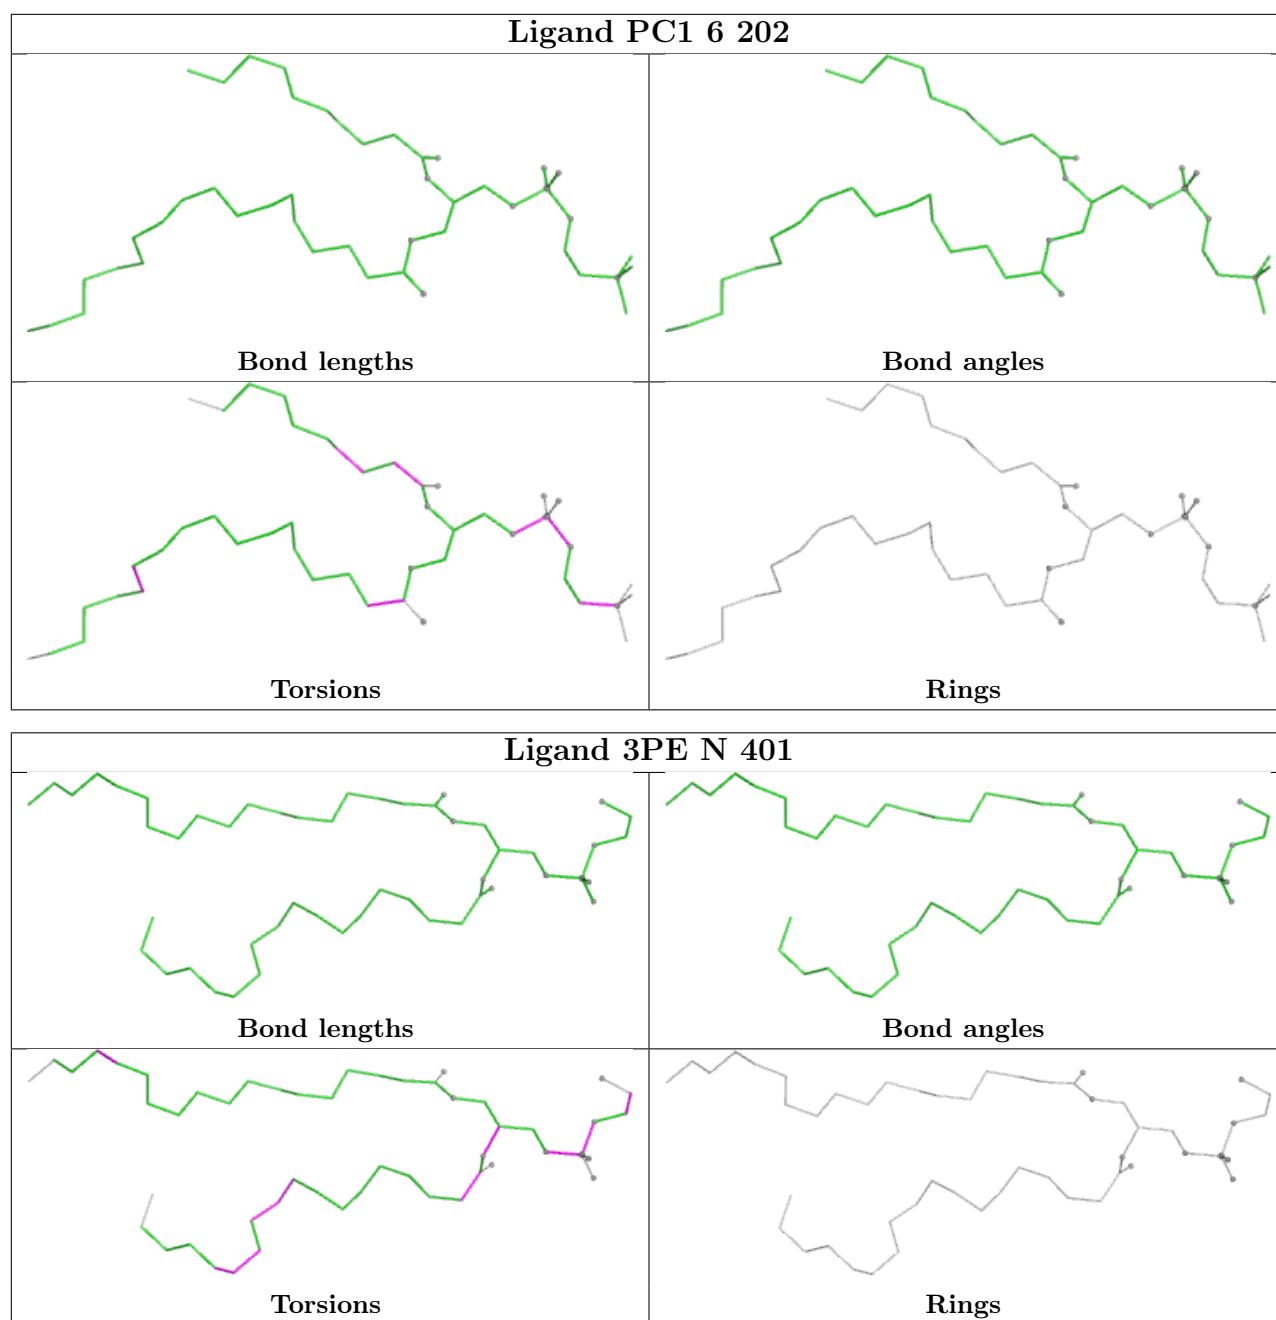 Ligand PC1 6 202
Bond lengths
Bond angles
Torsions
Rings
Ligand 3PE N 401
Bond lengths
Bond angles
Torsions
Rings